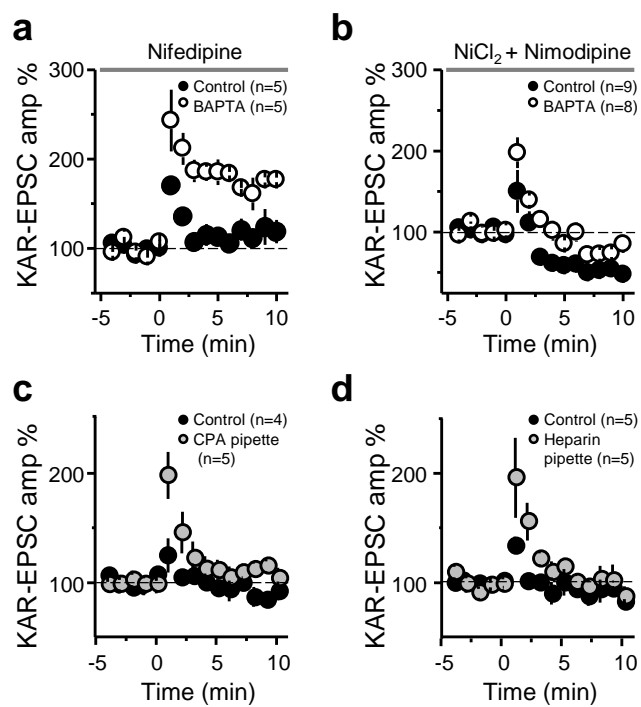 a
Nifedipine
KAR-EPSC amp %
300
200
100
Control (n=5)
BAPTA (n=5)
-5 0 5 10
Time (min)
b
NiCl2 + Nimodipine
KAR-EPSC amp %
300
200
100
Control (n=9)
BAPTA (n=8)
-5 0 5 10
Time (min)
c
KAR-EPSC amp %
200
100
Control (n=4)
CPA pipette
(n=5)
-5 0 5 10
Time (min)
d
KAR-EPSC amp %
200
100
Control (n=5)
Heparin
pipette (n=5)
-5 0 5 10
Time (min)